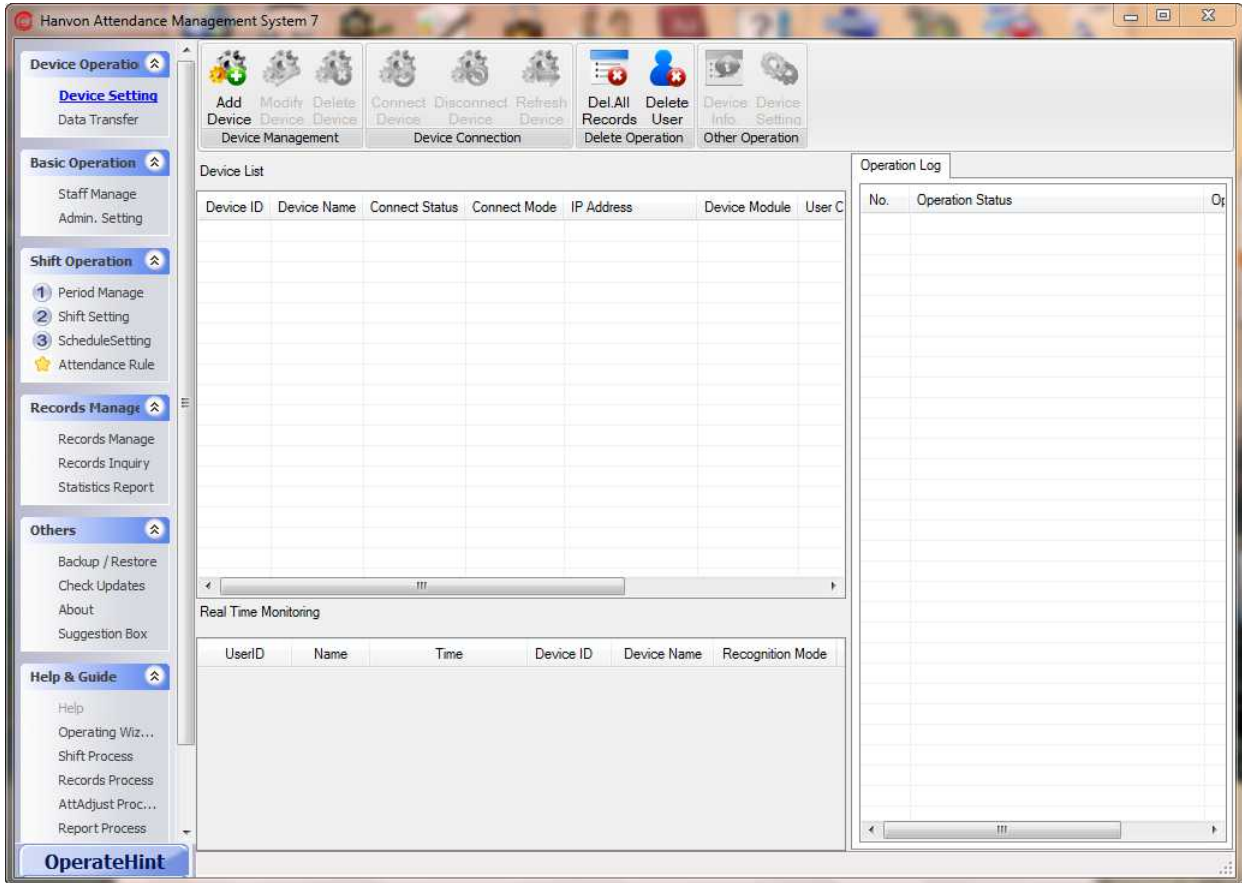 Hanvon Attendance Management System 7
Device Operatio
Device Setting
Data Transfer
Basic Operation
Staff Manage
Admin. Setting
Shift Operation
1 Period Manage
2 Shift Setting
3 ScheduleSetting
Attendance Rule
Records Manage
Records Manage
Records Inquiry
Statistics Report
Others
Backup / Restore
Check Updates
About
Suggestion Box
Help & Guide
Help
Operating Wiz...
Shift Process
Records Process
AttAdjust Proc...
Report Process
OperateHint
Add Device
Modify Device
Delete Device
Device Management
Connect Device
Disconnect Device
Refresh Device
Device Connection
Del.All Records
Delete User
Delete Operation
Device Info.
Device Setting
Other Operation
Device List
Device ID Device Name Connect Status Connect Mode IP Address Device Module User C
Real Time Monitoring
UserID Name Time Device ID Device Name Recognition Mode
Operation Log
No. Operation Status Op